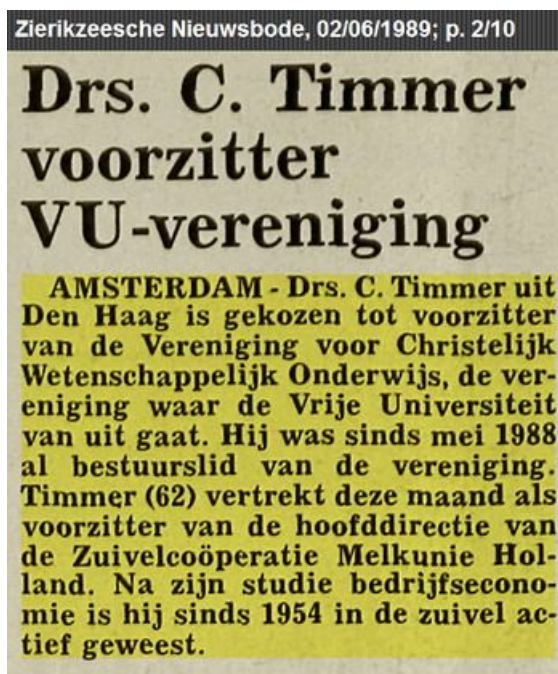 Zierikzeesche Nieuwsbode, 02/06/1989; p. 2/10
Drs. C. Timmer
voorzitter
VU-vereniging
AMSTERDAM - Drs. C. Timmer uit
Den Haag is gekozen tot voorzitter
van de Vereniging voor Christelijk
Wetenschappelijk Onderwijs, de ver-
eniging waar de Vrije Universiteit
van uit gaat. Hij was sinds mei 1988
al bestuurslid van de vereniging.
Timmer (62) vertrekt deze maand als
voorzitter van de hoofddirectie van
de Zuivelcoöperatie Melkunie Hol-
land. Na zijn studie bedrijfsecono-
mie is hij sinds 1954 in de zuivel ac-
tief geweest.